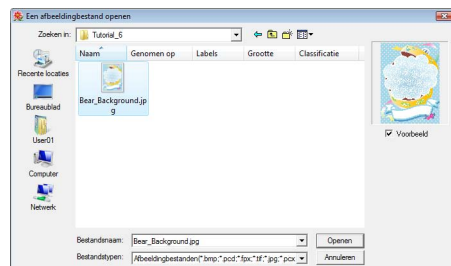 Een afbeeldingbestand openen
Zoeken in: Tutorial_6
Naam Genomen op Labels Grootte Classificatie
Recente locaties
Bureaublad
User01
Computer
Netwerk
Bear_Background.jp
g
Voorbeeld
Bestandsnaam: Bear_Background.jpg Openen
Bestandstypen: Afbeeldingbestanden(*.bmp;*.pcd;*.fpx;*.tif;*.jpg;*.pcx Annuleren